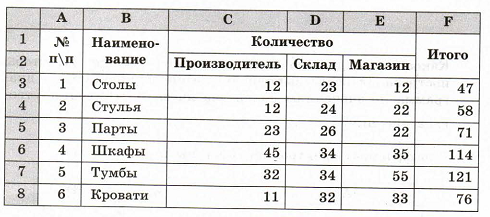 A B C D E F
1 № п\п Наимено-вание Количество Итого
2 Производитель Склад Магазин
3 1 Столы 12 23 12 47
4 2 Стулья 12 24 22 58
5 3 Парты 23 26 22 71
6 4 Шкафы 45 34 35 114
7 5 Тумбы 32 34 55 121
8 6 Кровати 11 32 33 76